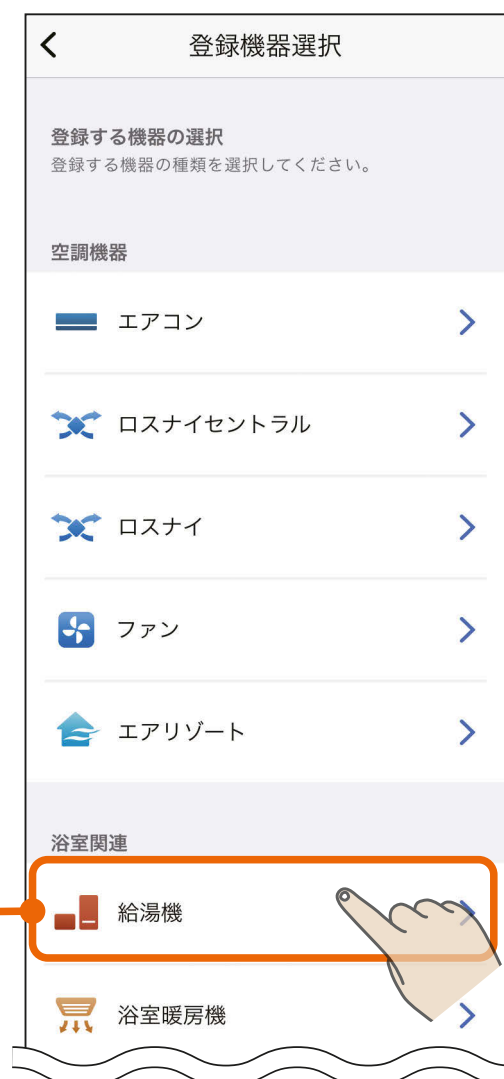 登録機器選択
登録する機器の選択
登録する機器の種類を選択してください。
空調機器
エアコン
ロスナイセントラル
ロスナイ
ファン
エアリゾート
浴室関連
給湯機
浴室暖房機